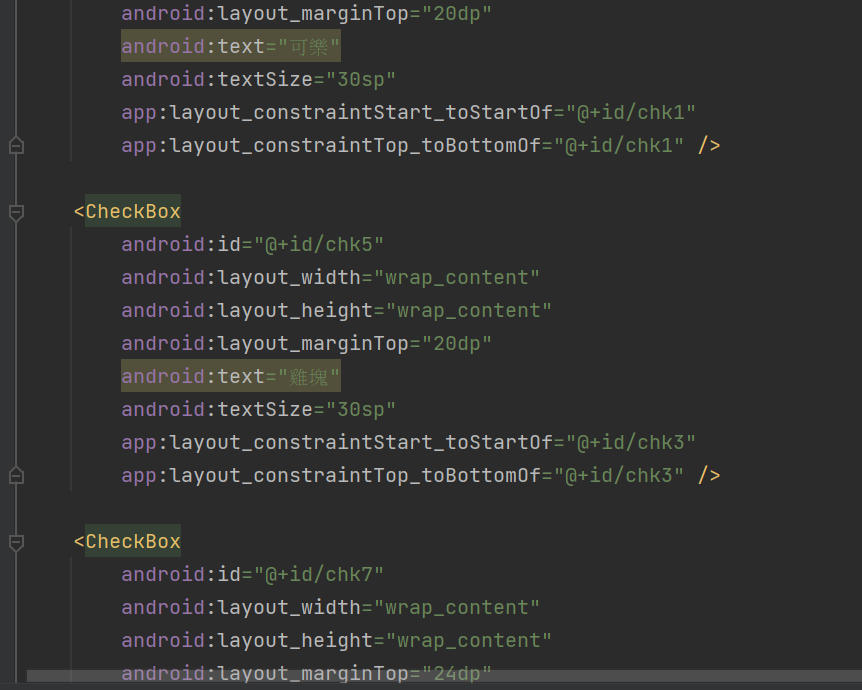 android:layout_marginTop="20dp"
android:text="可樂"
android:textSize="30sp"
app:layout_constraintStart_toStartOf="@+id/chk1"
app:layout_constraintTop_toBottomOf="@+id/chk1" />
<CheckBox
android:id="@+id/chk5"
android:layout_width="wrap_content"
android:layout_height="wrap_content"
android:layout_marginTop="20dp"
android:text="雞塊"
android:textSize="30sp"
app:layout_constraintStart_toStartOf="@+id/chk3"
app:layout_constraintTop_toBottomOf="@+id/chk3" />
<CheckBox
android:id="@+id/chk7"
android:layout_width="wrap_content"
android:layout_height="wrap_content"
android:layout_marginTop="24dp"